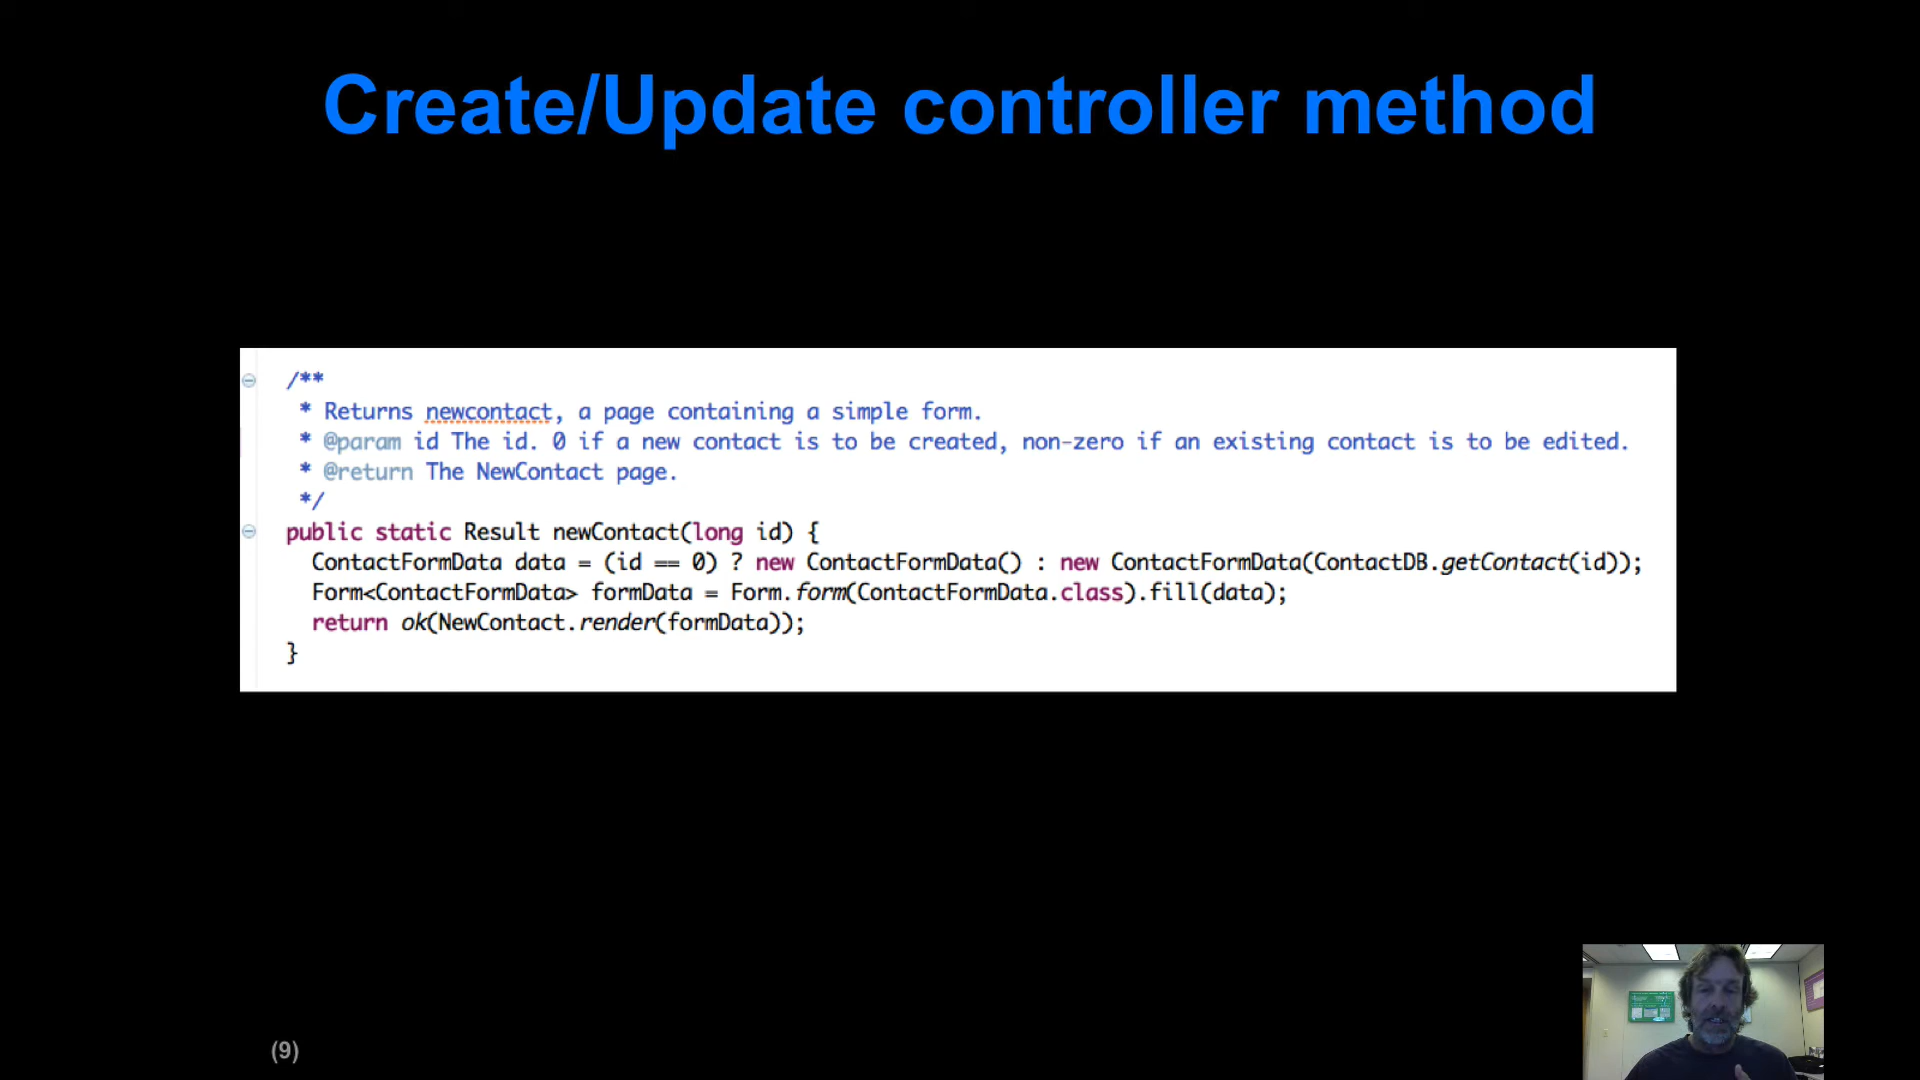 Create/Update controller method
/**
* Returns newcontact, a page containing a simple form.
* @param id The id. 0 if a new contact is to be created, non-zero if an existing contact is to be edited.
* @return The NewContact page.
*/
public static Result newContact(long id) {
ContactFormData data = (id == 0) ? new ContactFormData() : new ContactFormData(ContactDB.getContact(id));
Form<ContactFormData> formData = Form.form(ContactFormData.class).fill(data);
return ok(NewContact.render(formData));
}
(9)